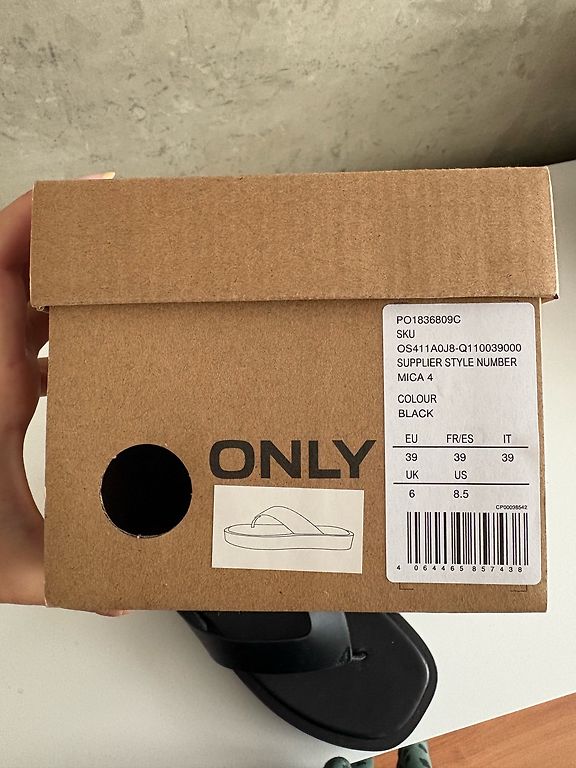 PO1836809C
SKU
OS411A0J8-Q110039000
SUPPLIER STYLE NUMBER
MICA 4
COLOUR
BLACK
ONLY
EU FR/ES IT
39 39 39
UK US
6 8.5
CP00098542
4 064465 857438